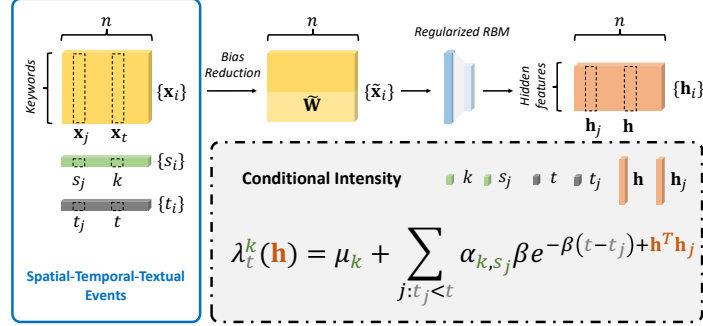 n
n
n
Regularized RBM
Bias
Reduction
Keywords
{x_i}
W̃
{x̃_i}
Hidden
features
{h_i}
x_j x_t
h_j h
{s_i}
s_j k
{t_i}
t_j t
Spatial-Temporal-Textual
Events
Conditional Intensity k s_j t t_j h h_j
λ_t^k(h) = μ_k + ∑_{j:t_j<t} α_{k,s_j} β e^{−β(t−t_j)+h^T h_j}